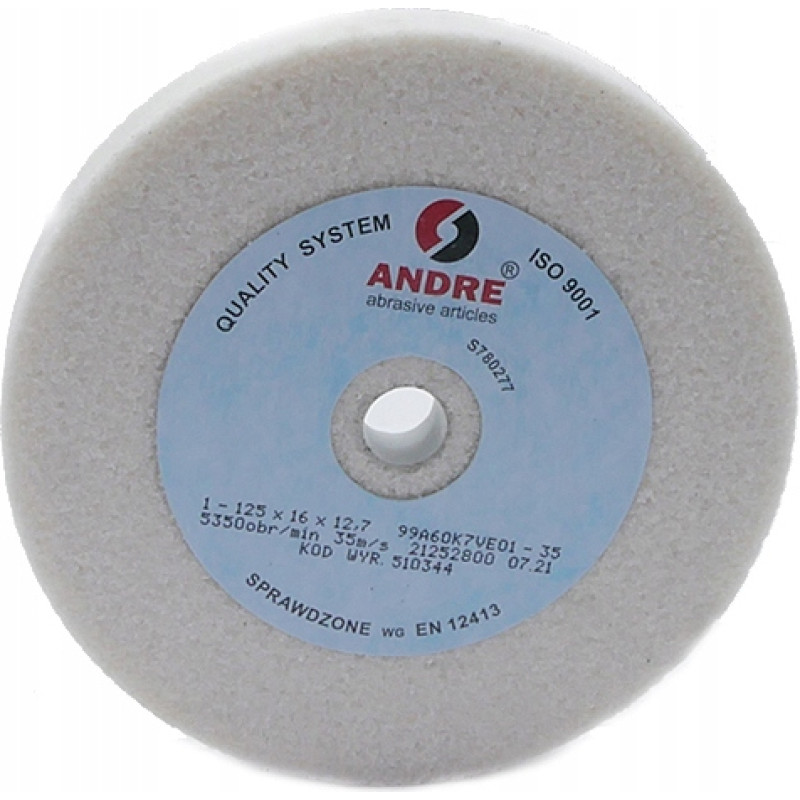 QUALITY SYSTEM
ISO 9001
ANDRE®
abrasive articles
S780277
1 - 125 x 16 x 12,7 99A60K7VE01 - 35
5350obr/min 35m/s 21252800 07.21
KOD WYR. 510344
SPRAWDZONE WG EN 12413